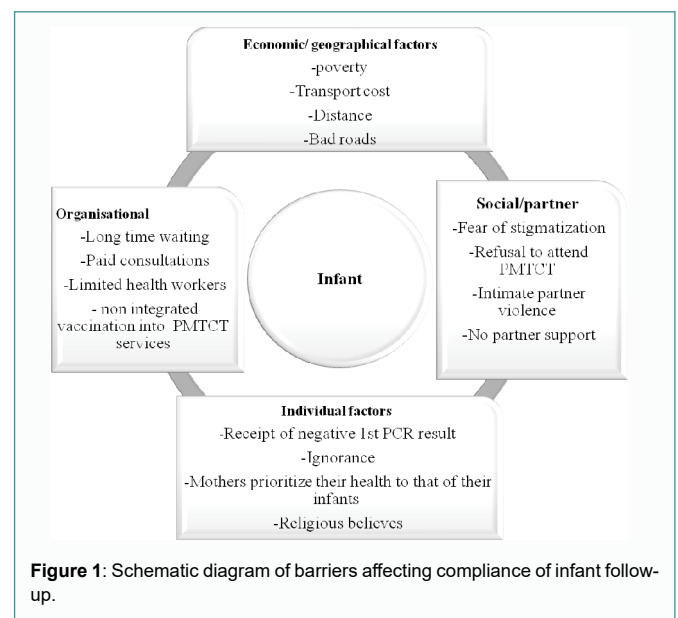 Economic/ geographical factors
-poverty
-Transport cost
-Distance
-Bad roads
Organisational
-Long time waiting
-Paid consultations
-Limited health workers
- non integrated
vaccination into PMTCT
services
Infant
Social/partner
-Fear of stigmatization
-Refusal to attend
PMTCT
-Intimate partner
violence
-No partner support
Individual factors
-Receipt of negative 1st PCR result
-Ignorance
-Mothers prioritize their health to that of their
infants
-Religious believes
Figure 1: Schematic diagram of barriers affecting compliance of infant follow-
up.